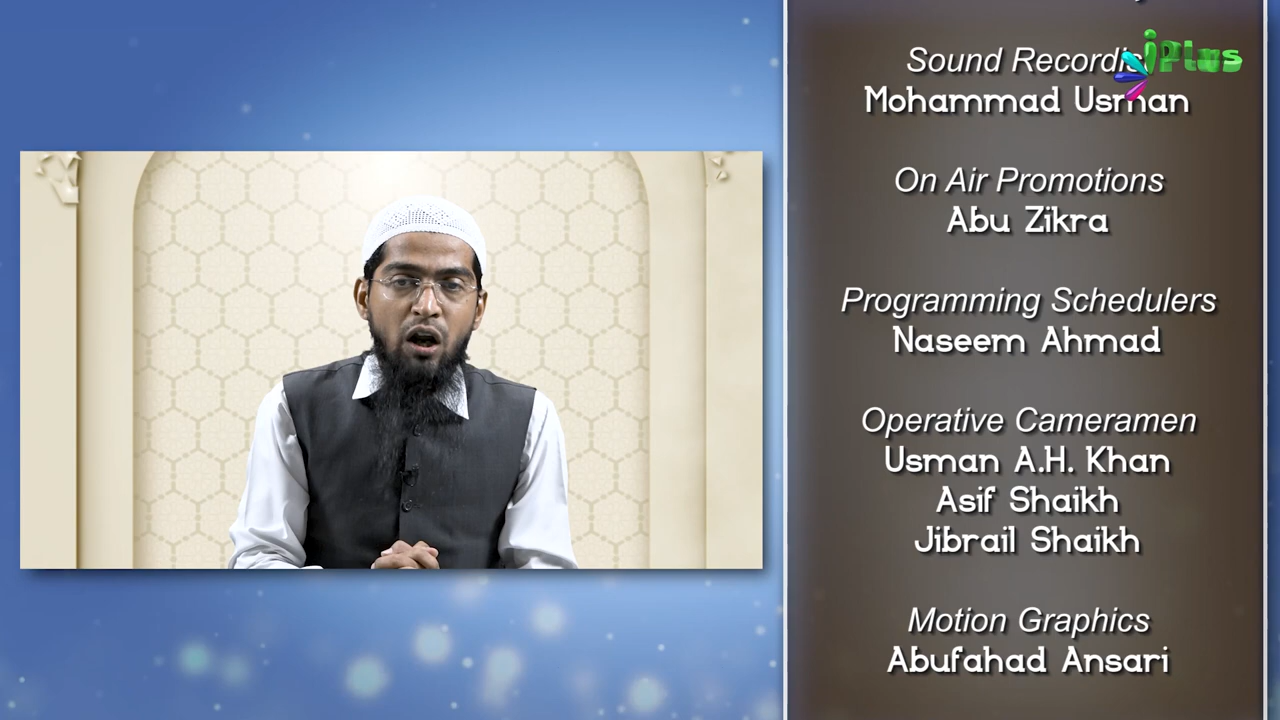 iPlus
Sound Recordis
Mohammad Usman
On Air Promotions
Abu Zikra
Programming Schedulers
Naseem Ahmad
Operative Cameramen
Usman A.H. Khan
Asif Shaikh
Jibrail Shaikh
Motion Graphics
Abufahad Ansari